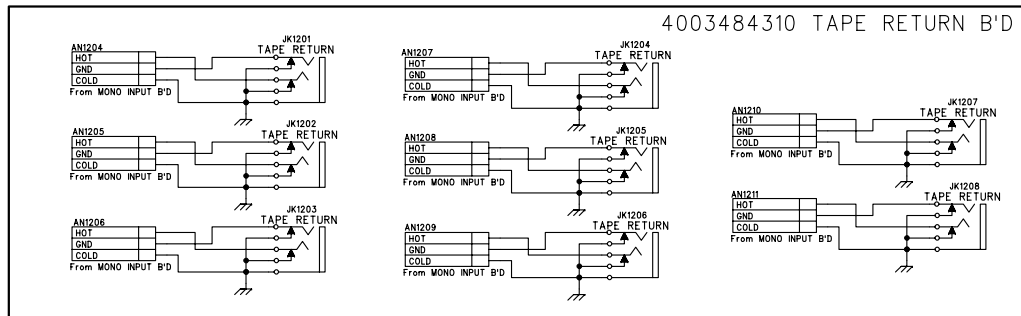 4003484310 TAPE RETURN B'D
AN1204
HOT
GND
COLD
From MONO INPUT B'D
JK1201
TAPE RETURN
AN1205
HOT
GND
COLD
From MONO INPUT B'D
JK1202
TAPE RETURN
AN1206
HOT
GND
COLD
From MONO INPUT B'D
JK1203
TAPE RETURN
AN1207
HOT
GND
COLD
From MONO INPUT B'D
JK1204
TAPE RETURN
AN1208
HOT
GND
COLD
From MONO INPUT B'D
JK1205
TAPE RETURN
AN1209
HOT
GND
COLD
From MONO INPUT B'D
JK1206
TAPE RETURN
AN1210
HOT
GND
COLD
From MONO INPUT B'D
JK1207
TAPE RETURN
AN1211
HOT
GND
COLD
From MONO INPUT B'D
JK1208
TAPE RETURN